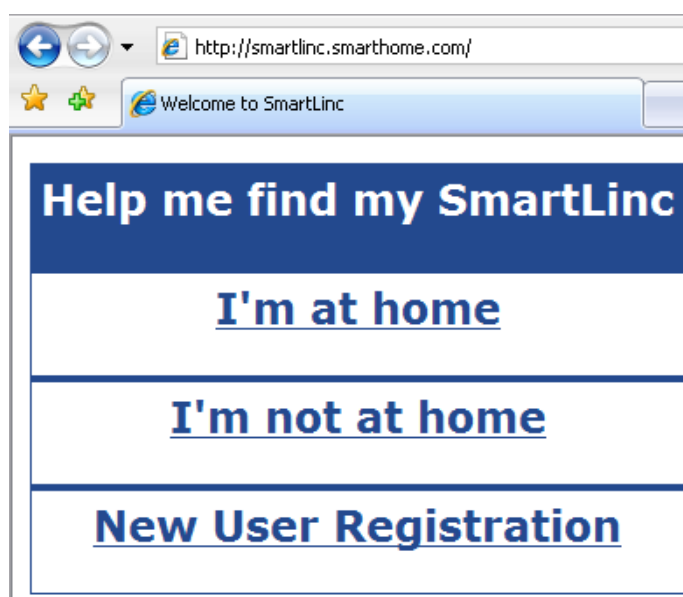 http://smartlinc.smarthome.com/
Welcome to SmartLinc
Help me find my SmartLinc
I'm at home
I'm not at home
New User Registration